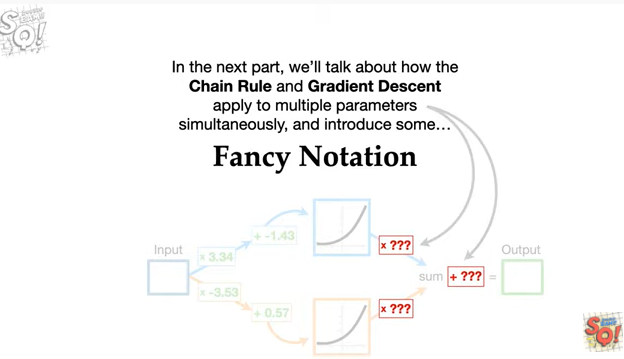 In the next part, we'll talk about how the
Chain Rule and Gradient Descent
apply to multiple parameters
simultaneously, and introduce some…
Fancy Notation
+ -1.43
Input
x 3.34
x ???
Output
sum + ??? =
x -3.53
+ 0.57
x ???